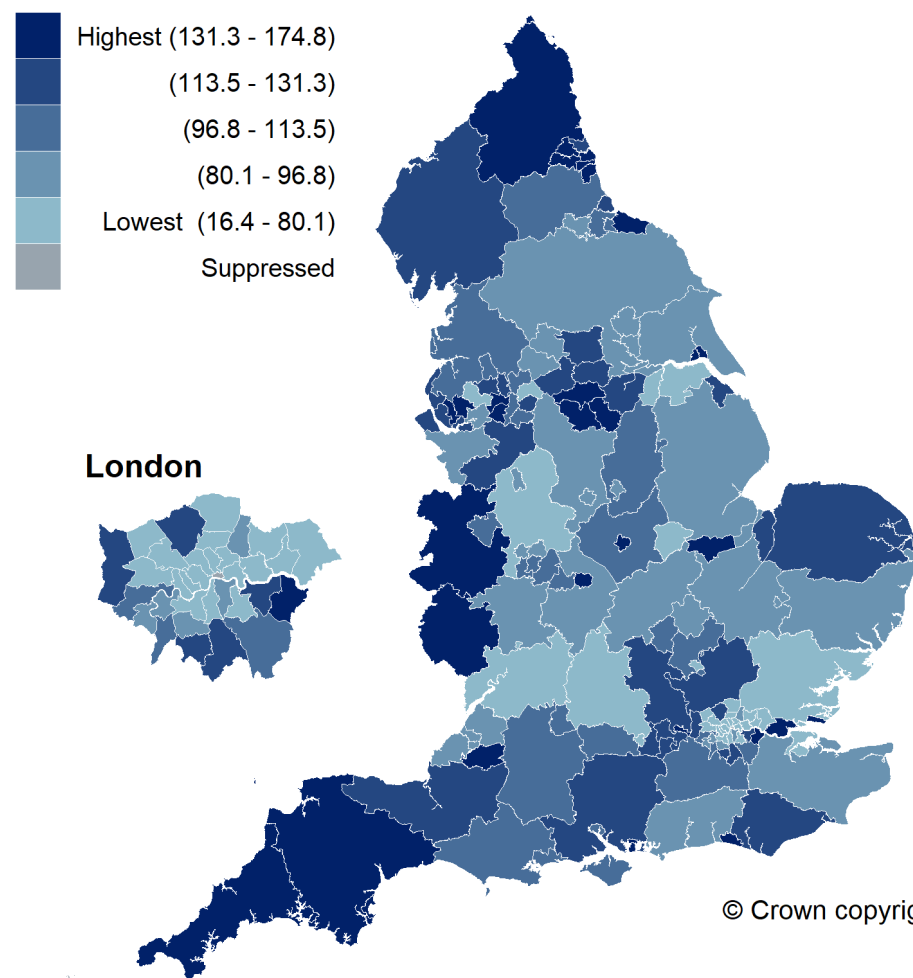 Highest (131.3 - 174.8)
(113.5 - 131.3)
(96.8 - 113.5)
(80.1 - 96.8)
Lowest (16.4 - 80.1)
Suppressed
London
© Crown copyrig